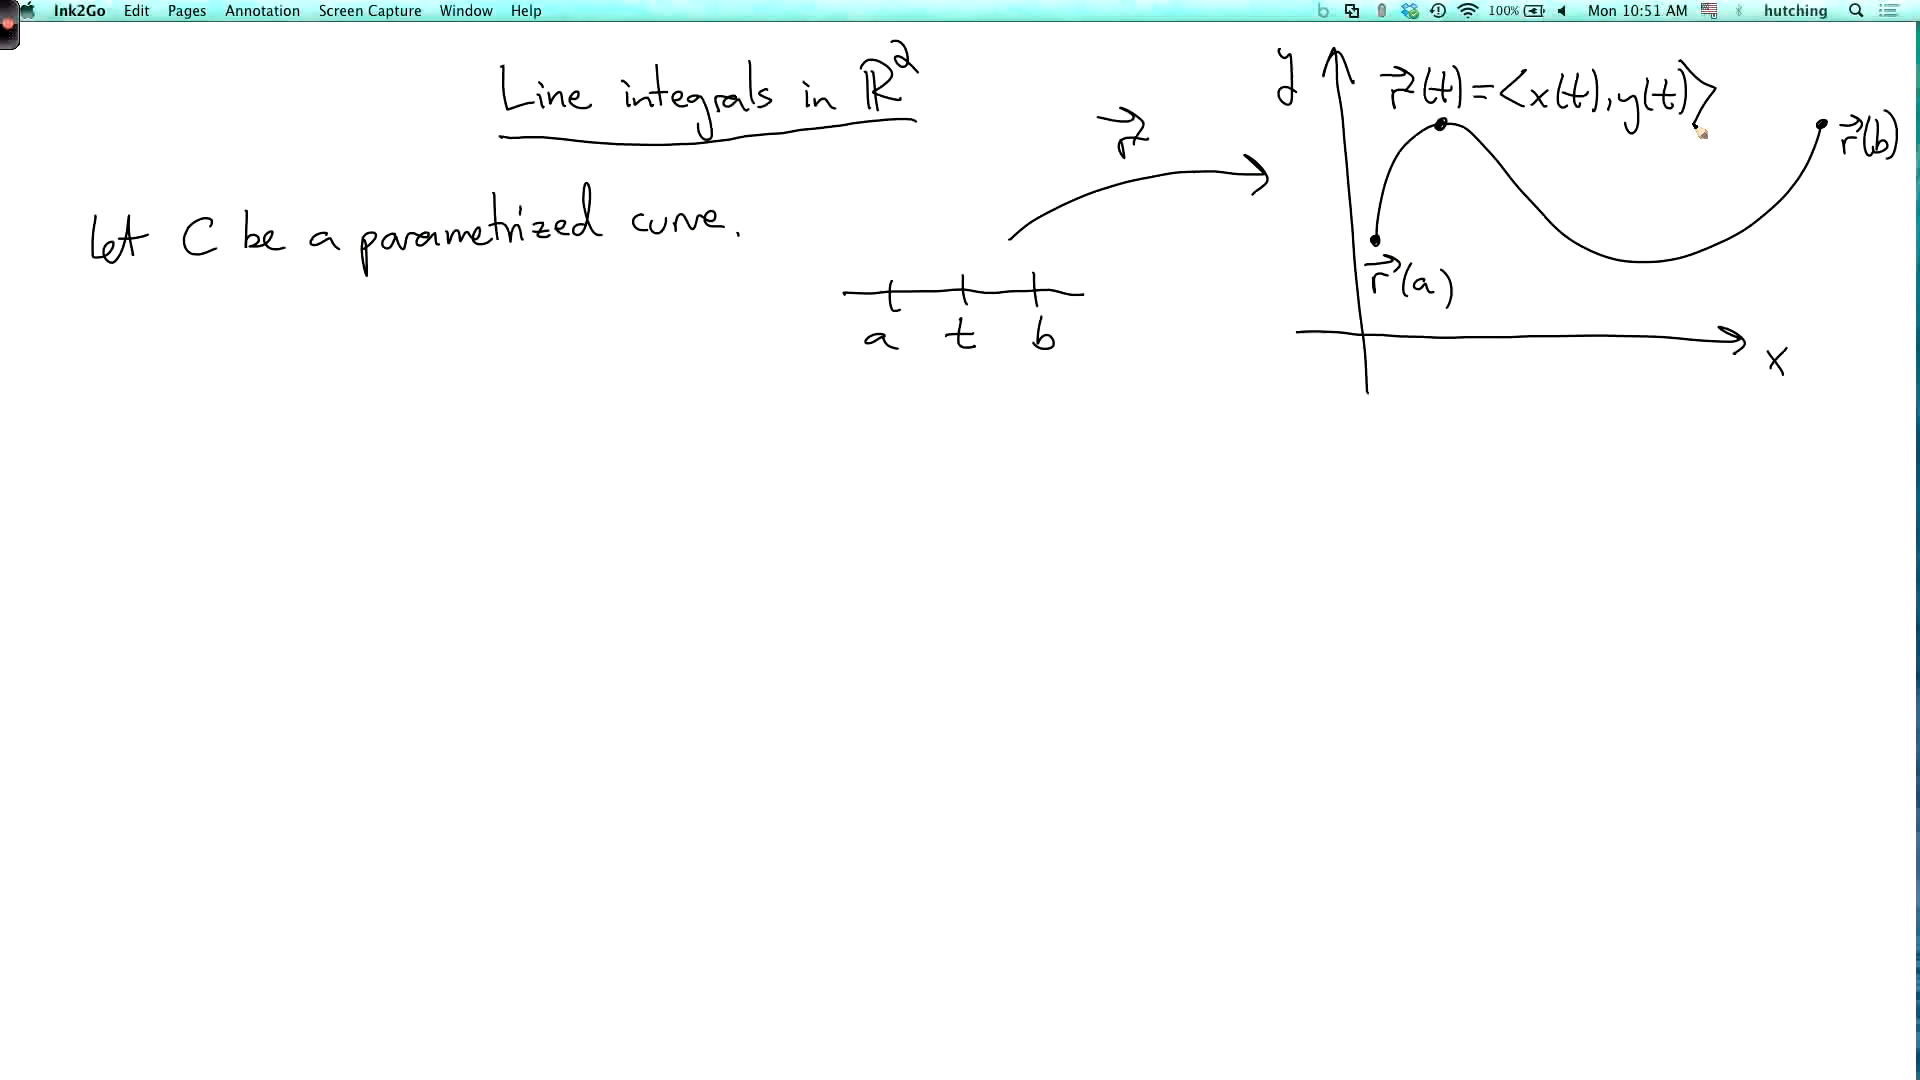 Ink2Go Edit Pages Annotation Screen Capture Window Help 100% Mon 10:51 AM hutching
Line integrals in ℝ²
Let C be a parametrized curve.
r⃗
a t b
y
r⃗(t) = <x(t), y(t)>
r⃗(b)
r⃗(a)
x